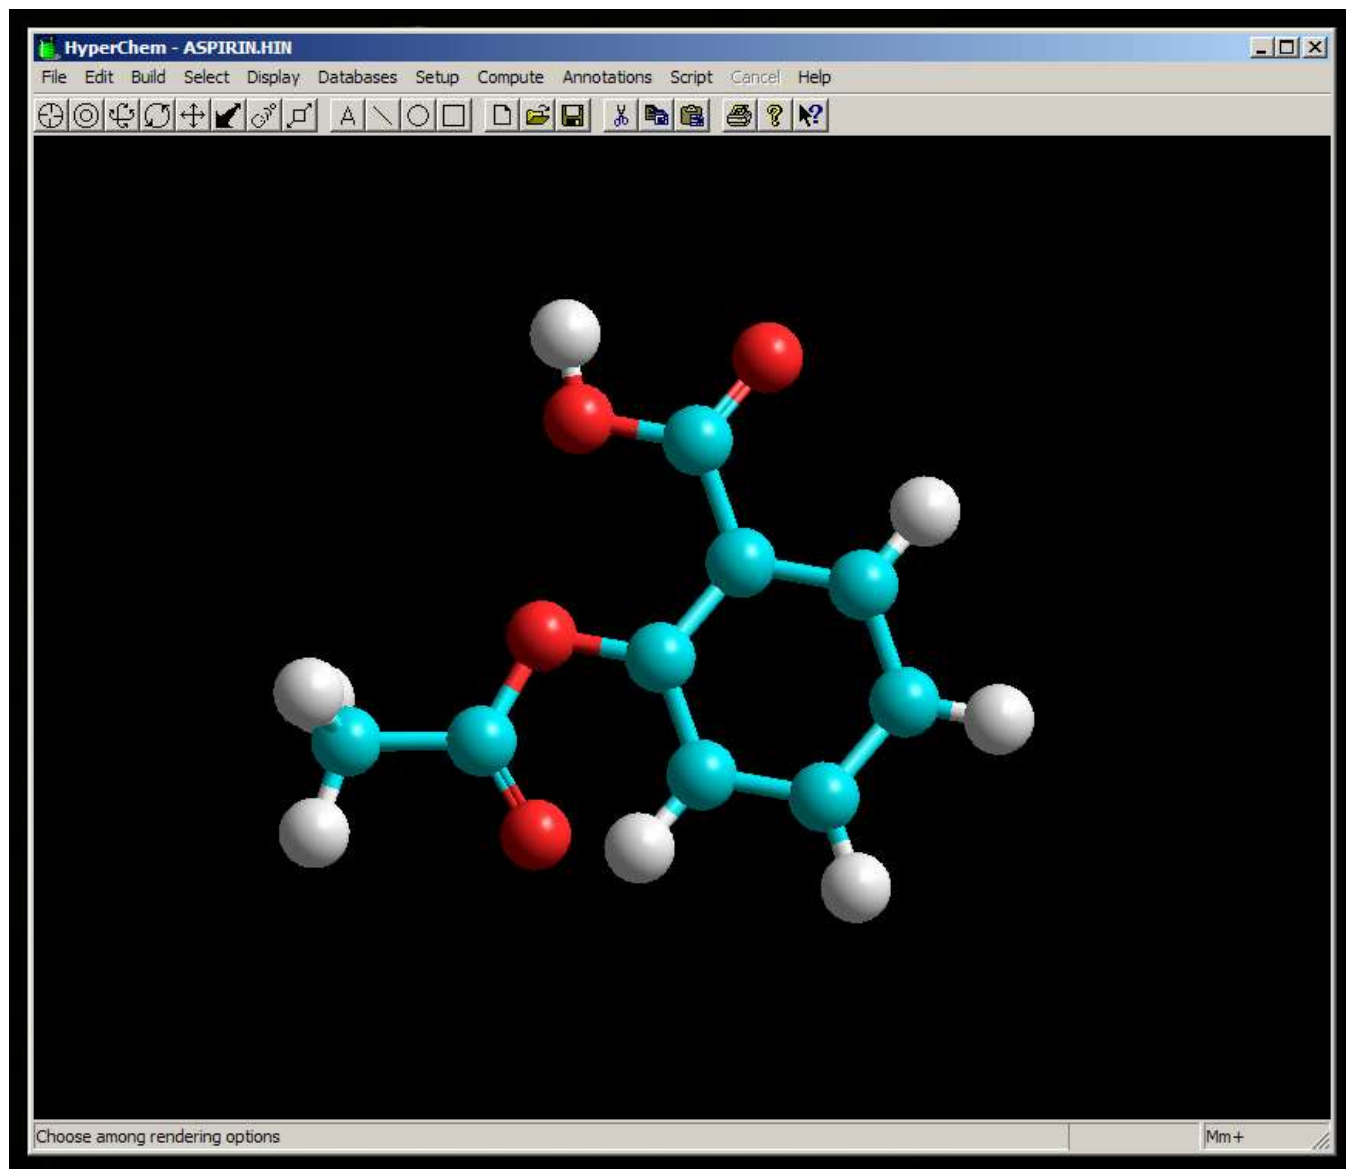 HyperChem - ASPIRIN.HIN
File Edit Build Select Display Databases Setup Compute Annotations Script Cancel Help
A
Choose among rendering options Mm+